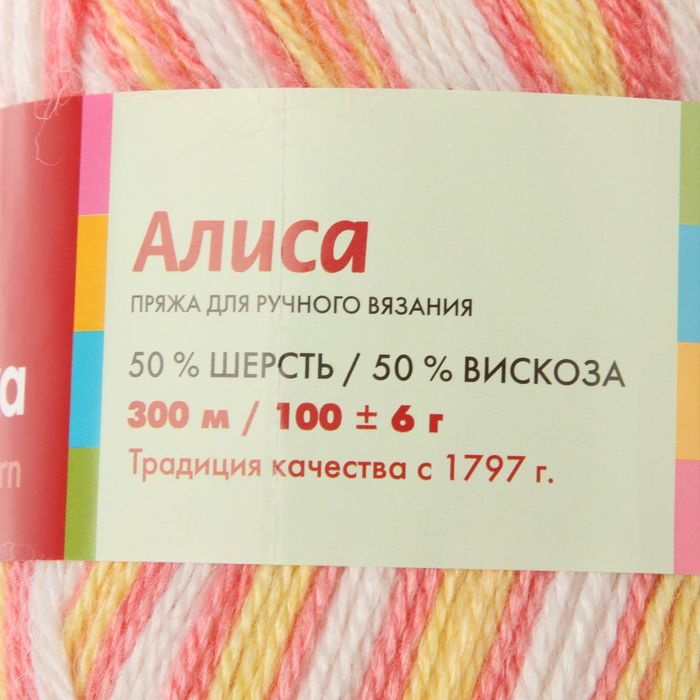 Алиса
ПРЯЖА ДЛЯ РУЧНОГО ВЯЗАНИЯ
50 % ШЕРСТЬ / 50 % ВИСКОЗА
300 м / 100 ± 6 г
Традиция качества с 1797 г.